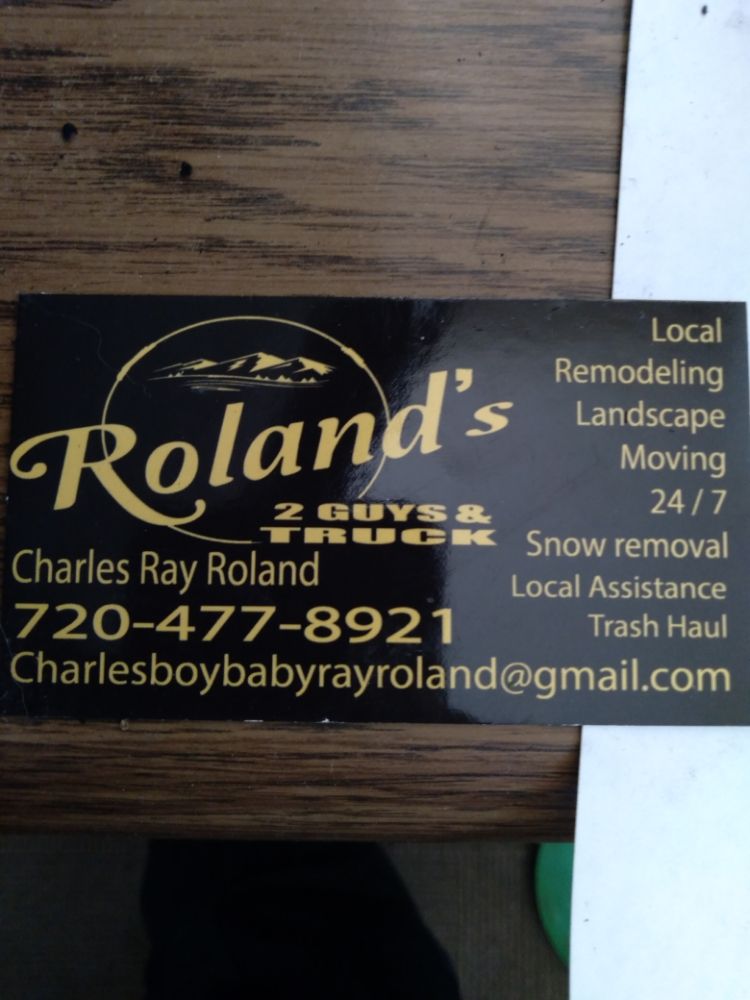 Roland's
2 GUYS &
TRUCK
Charles Ray Roland
720-477-8921
Charlesboybabyrayroland@gmail.com
Local
Remodeling
Landscape
Moving
24 / 7
Snow removal
Local Assistance
Trash Haul